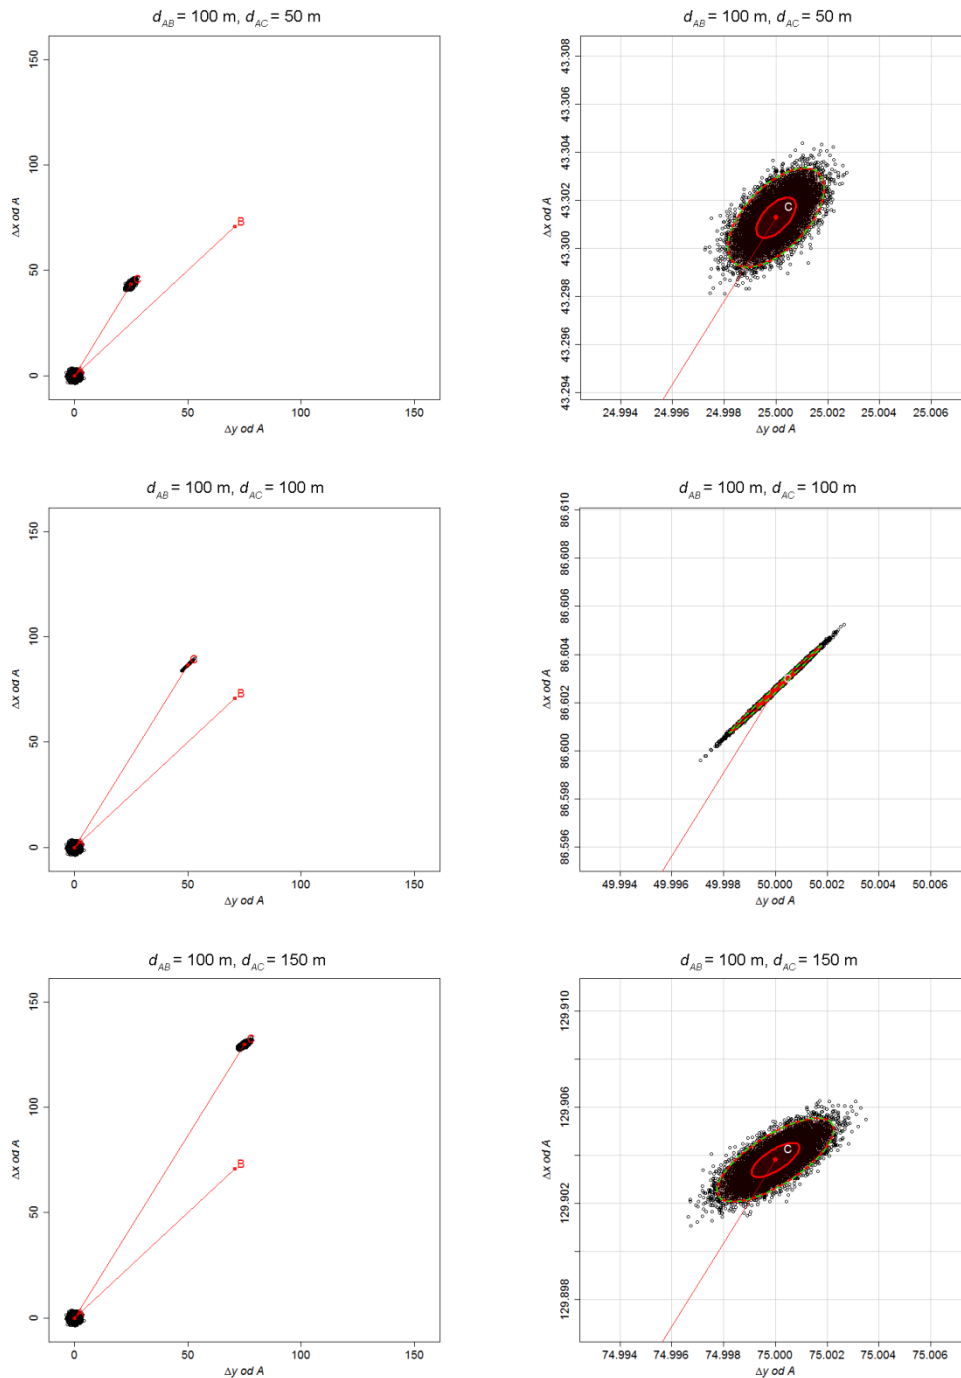 d_AB = 100 m, d_AC = 50 m
150
100
50
0
Δx od A
B
C
0 50 100 150
Δy od A
d_AB = 100 m, d_AC = 50 m
43.308
43.306
43.304
43.302
43.300
43.298
43.296
43.294
Δx od A
C
24.994 24.996 24.998 25.000 25.002 25.004 25.006
Δy od A
d_AB = 100 m, d_AC = 100 m
150
100
50
0
Δx od A
C
B
0 50 100 150
Δy od A
d_AB = 100 m, d_AC = 100 m
86.610
86.608
86.606
86.604
86.602
86.600
86.598
86.596
Δx od A
C
49.994 49.996 49.998 50.000 50.002 50.004 50.006
Δy od A
d_AB = 100 m, d_AC = 150 m
150
100
50
0
Δx od A
C
B
0 50 100 150
Δy od A
d_AB = 100 m, d_AC = 150 m
129.910
129.906
129.902
129.898
Δx od A
C
74.994 74.996 74.998 75.000 75.002 75.004 75.006
Δy od A